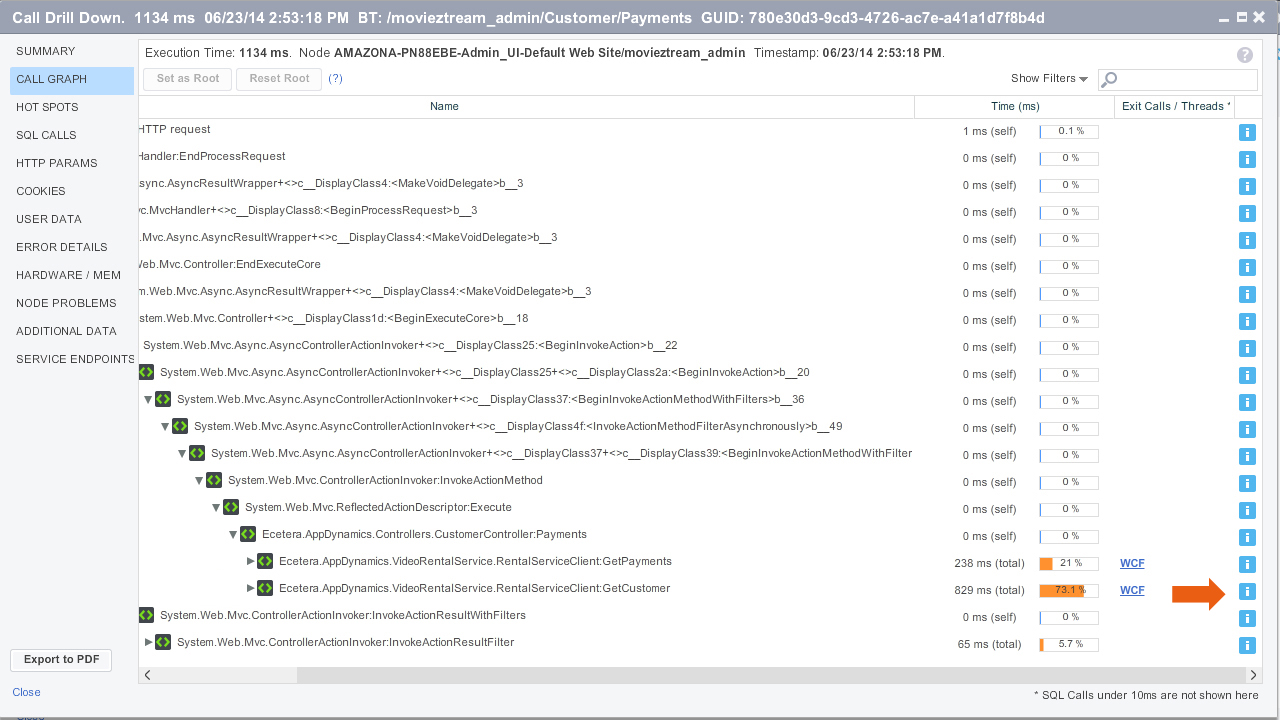 Call Drill Down. 1134 ms 06/23/14 2:53:18 PM BT: /movieztream_admin/Customer/Payments GUID: 780e30d3-9cd3-4726-ac7e-a41a1d7f8b4d
SUMMARY
CALL GRAPH
HOT SPOTS
SQL CALLS
HTTP PARAMS
COOKIES
USER DATA
ERROR DETAILS
HARDWARE / MEM
NODE PROBLEMS
ADDITIONAL DATA
SERVICE ENDPOINTS
Export to PDF
Close
Execution Time: 1134 ms. Node AMAZONA-PN88EBE-Admin_UI-Default Web Site/movieztream_admin Timestamp: 06/23/14 2:53:18 PM.
Set as Root Reset Root (?) Show Filters
Name Time (ms) Exit Calls / Threads *
HTTP request 1 ms (self) 0.1 %
Handler:EndProcessRequest 0 ms (self) 0 %
sync.AsyncResultWrapper+<>c__DisplayClass4:<MakeVoidDelegate>b__3 0 ms (self) 0 %
vc.MvcHandler+<>c__DisplayClass8:<BeginProcessRequest>b__3 0 ms (self) 0 %
.Mvc.Async.AsyncResultWrapper+<>c__DisplayClass4:<MakeVoidDelegate>b__3 0 ms (self) 0 %
Web.Mvc.Controller:EndExecuteCore 0 ms (self) 0 %
m.Web.Mvc.Async.AsyncResultWrapper+<>c__DisplayClass4:<MakeVoidDelegate>b__3 0 ms (self) 0 %
stem.Web.Mvc.Controller+<>c__DisplayClass1d:<BeginExecuteCore>b__18 0 ms (self) 0 %
System.Web.Mvc.Async.AsyncControllerActionInvoker+<>c__DisplayClass25:<BeginInvokeAction>b__22 0 ms (self) 0 %
System.Web.Mvc.Async.AsyncControllerActionInvoker+<>c__DisplayClass25+<>c__DisplayClass2a:<BeginInvokeAction>b__20 0 ms (self) 0 %
System.Web.Mvc.Async.AsyncControllerActionInvoker+<>c__DisplayClass37:<BeginInvokeActionMethodWithFilters>b__36 0 ms (self) 0 %
System.Web.Mvc.Async.AsyncControllerActionInvoker+<>c__DisplayClass4f:<InvokeActionMethodFilterAsynchronously>b__49 0 ms (self) 0 %
System.Web.Mvc.Async.AsyncControllerActionInvoker+<>c__DisplayClass37+<>c__DisplayClass39:<BeginInvokeActionMethodWithFilter 0 ms (self) 0 %
System.Web.Mvc.ControllerActionInvoker:InvokeActionMethod 0 ms (self) 0 %
System.Web.Mvc.ReflectedActionDescriptor:Execute 0 ms (self) 0 %
Ecetera.AppDynamics.Controllers.CustomerController:Payments 0 ms (self) 0 %
Ecetera.AppDynamics.VideoRentalService.RentalServiceClient:GetPayments 238 ms (total) 21 % WCF
Ecetera.AppDynamics.VideoRentalService.RentalServiceClient:GetCustomer 829 ms (total) 73.1 % WCF
System.Web.Mvc.ControllerActionInvoker:InvokeActionResultWithFilters 0 ms (self) 0 %
System.Web.Mvc.ControllerActionInvoker:InvokeActionResultFilter 65 ms (total) 5.7 %
* SQL Calls under 10ms are not shown here